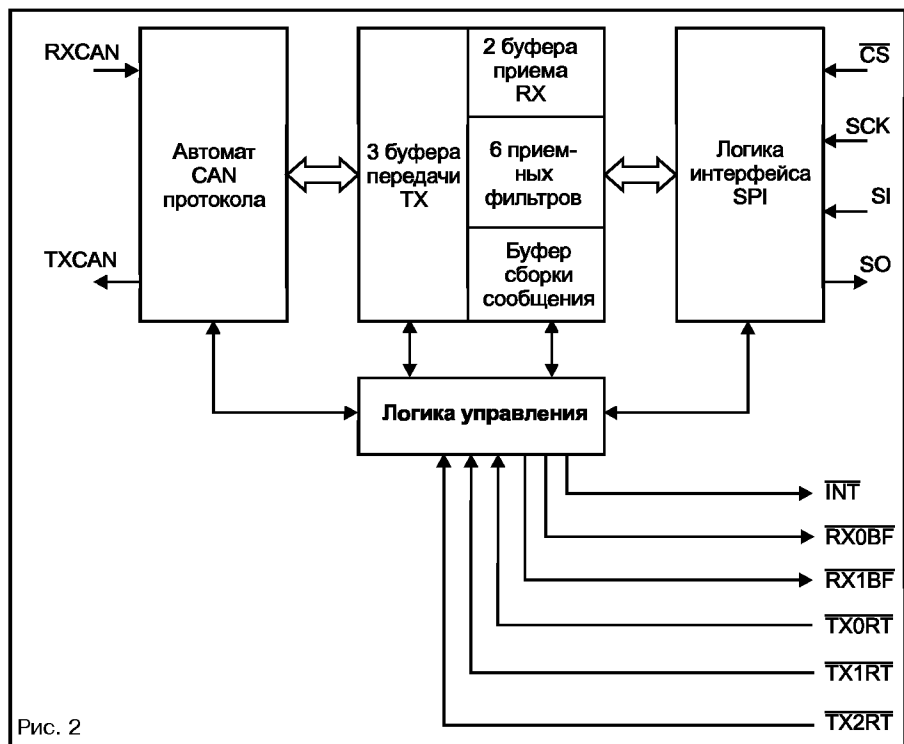 RXCAN
TXCAN
Автомат
CAN
протокола
3 буфера
передачи
TX
2 буфера
приема
RX
6 прием-
ных
фильтров
Буфер
сборки
сообщения
Логика
интерфейса
SPI
CS
SCK
SI
SO
Логика управления
INT
RX0BF
RX1BF
TX0RT
TX1RT
TX2RT
Рис. 2